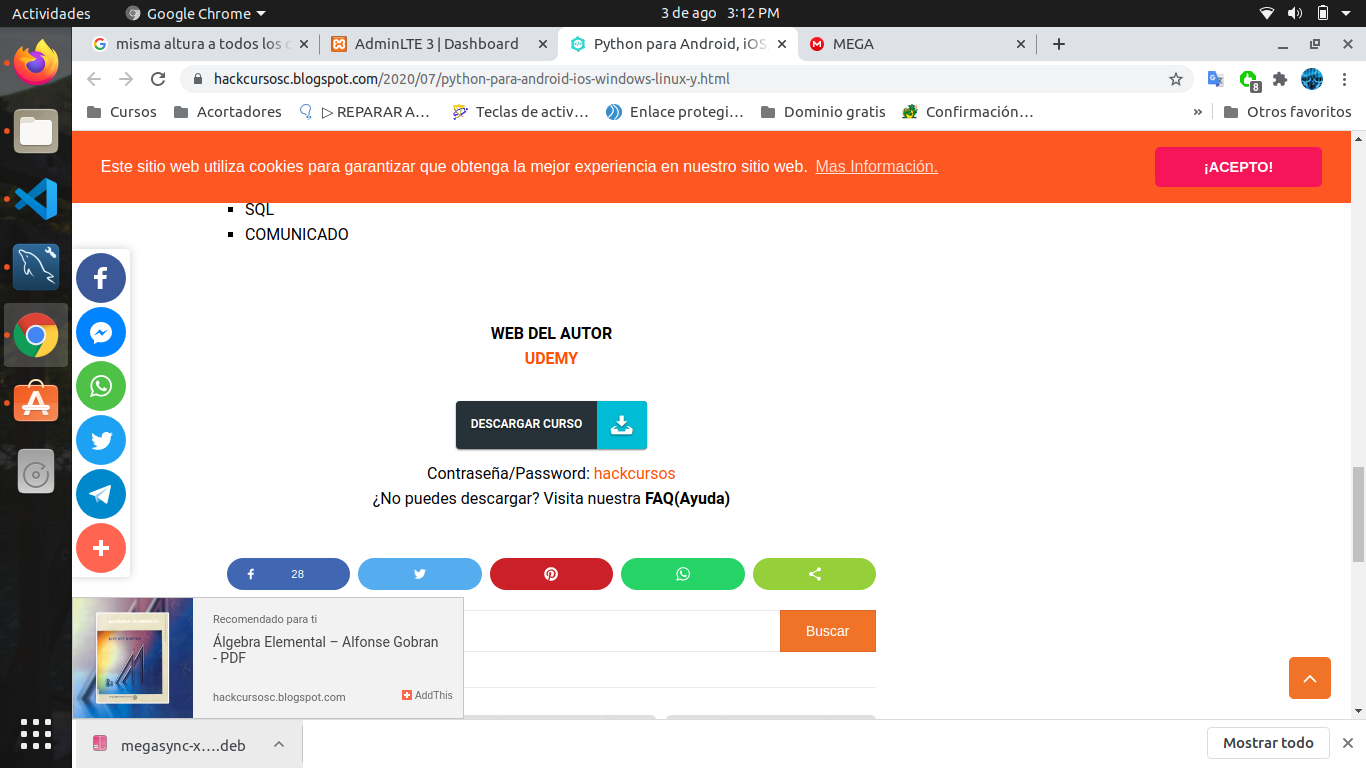 Actividades
Google Chrome
3 de ago 3:12 PM
misma altura a todos los c
AdminLTE 3 | Dashboard
Python para Android, iOS
MEGA
hackcursosc.blogspot.com/2020/07/python-para-android-ios-windows-linux-y.html
8
Cursos
Acortadores
▷ REPARAR A...
Teclas de activ...
Enlace protegi...
Dominio gratis
Confirmación...
»
Otros favoritos
Este sitio web utiliza cookies para garantizar que obtenga la mejor experiencia en nuestro sitio web. Mas Información.
¡ACEPTO!
SQL
COMUNICADO
WEB DEL AUTOR
UDEMY
DESCARGAR CURSO
Contraseña/Password: hackcursos
¿No puedes descargar? Visita nuestra FAQ(Ayuda)
28
Recomendado para ti
Álgebra Elemental – Alfonse Gobran
- PDF
hackcursosc.blogspot.com
AddThis
Buscar
megasync-x....deb
Mostrar todo